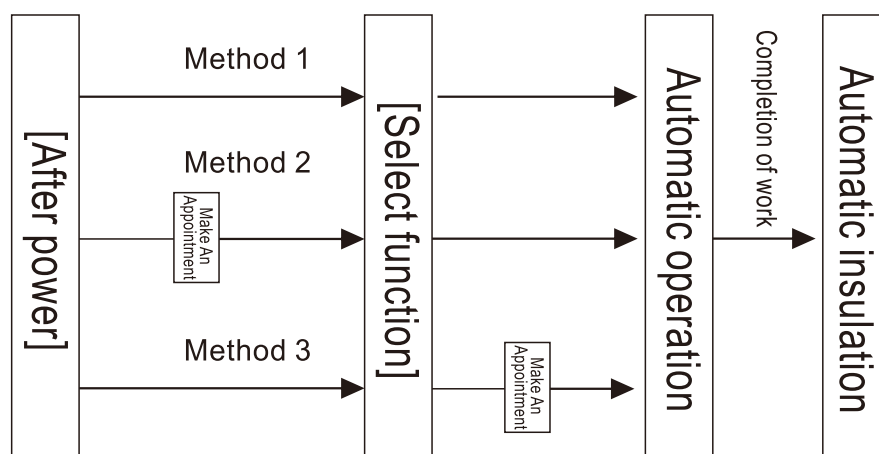 [After power]
Method 1
Method 2
Make An
Appointment
Method 3
[Select function]
Make An
Appointment
Automatic operation
Completion of work
Automatic insulation